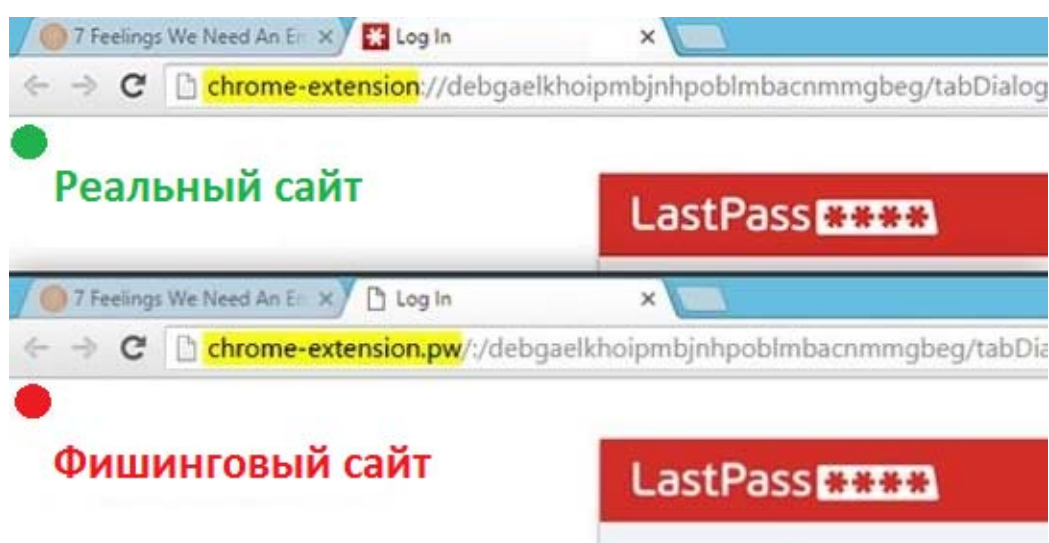 7 Feelings We Need An En
Log In
chrome-extension://debgaelkhoipmbjnhpoblmbacnmmgbeg/tabDialog
Реальный сайт
LastPass ****
7 Feelings We Need An En
Log In
chrome-extension.pw/:/debgaelkhoipmbjnhpoblmbacnmmgbeg/tabDia
Фишинговый сайт
LastPass ****